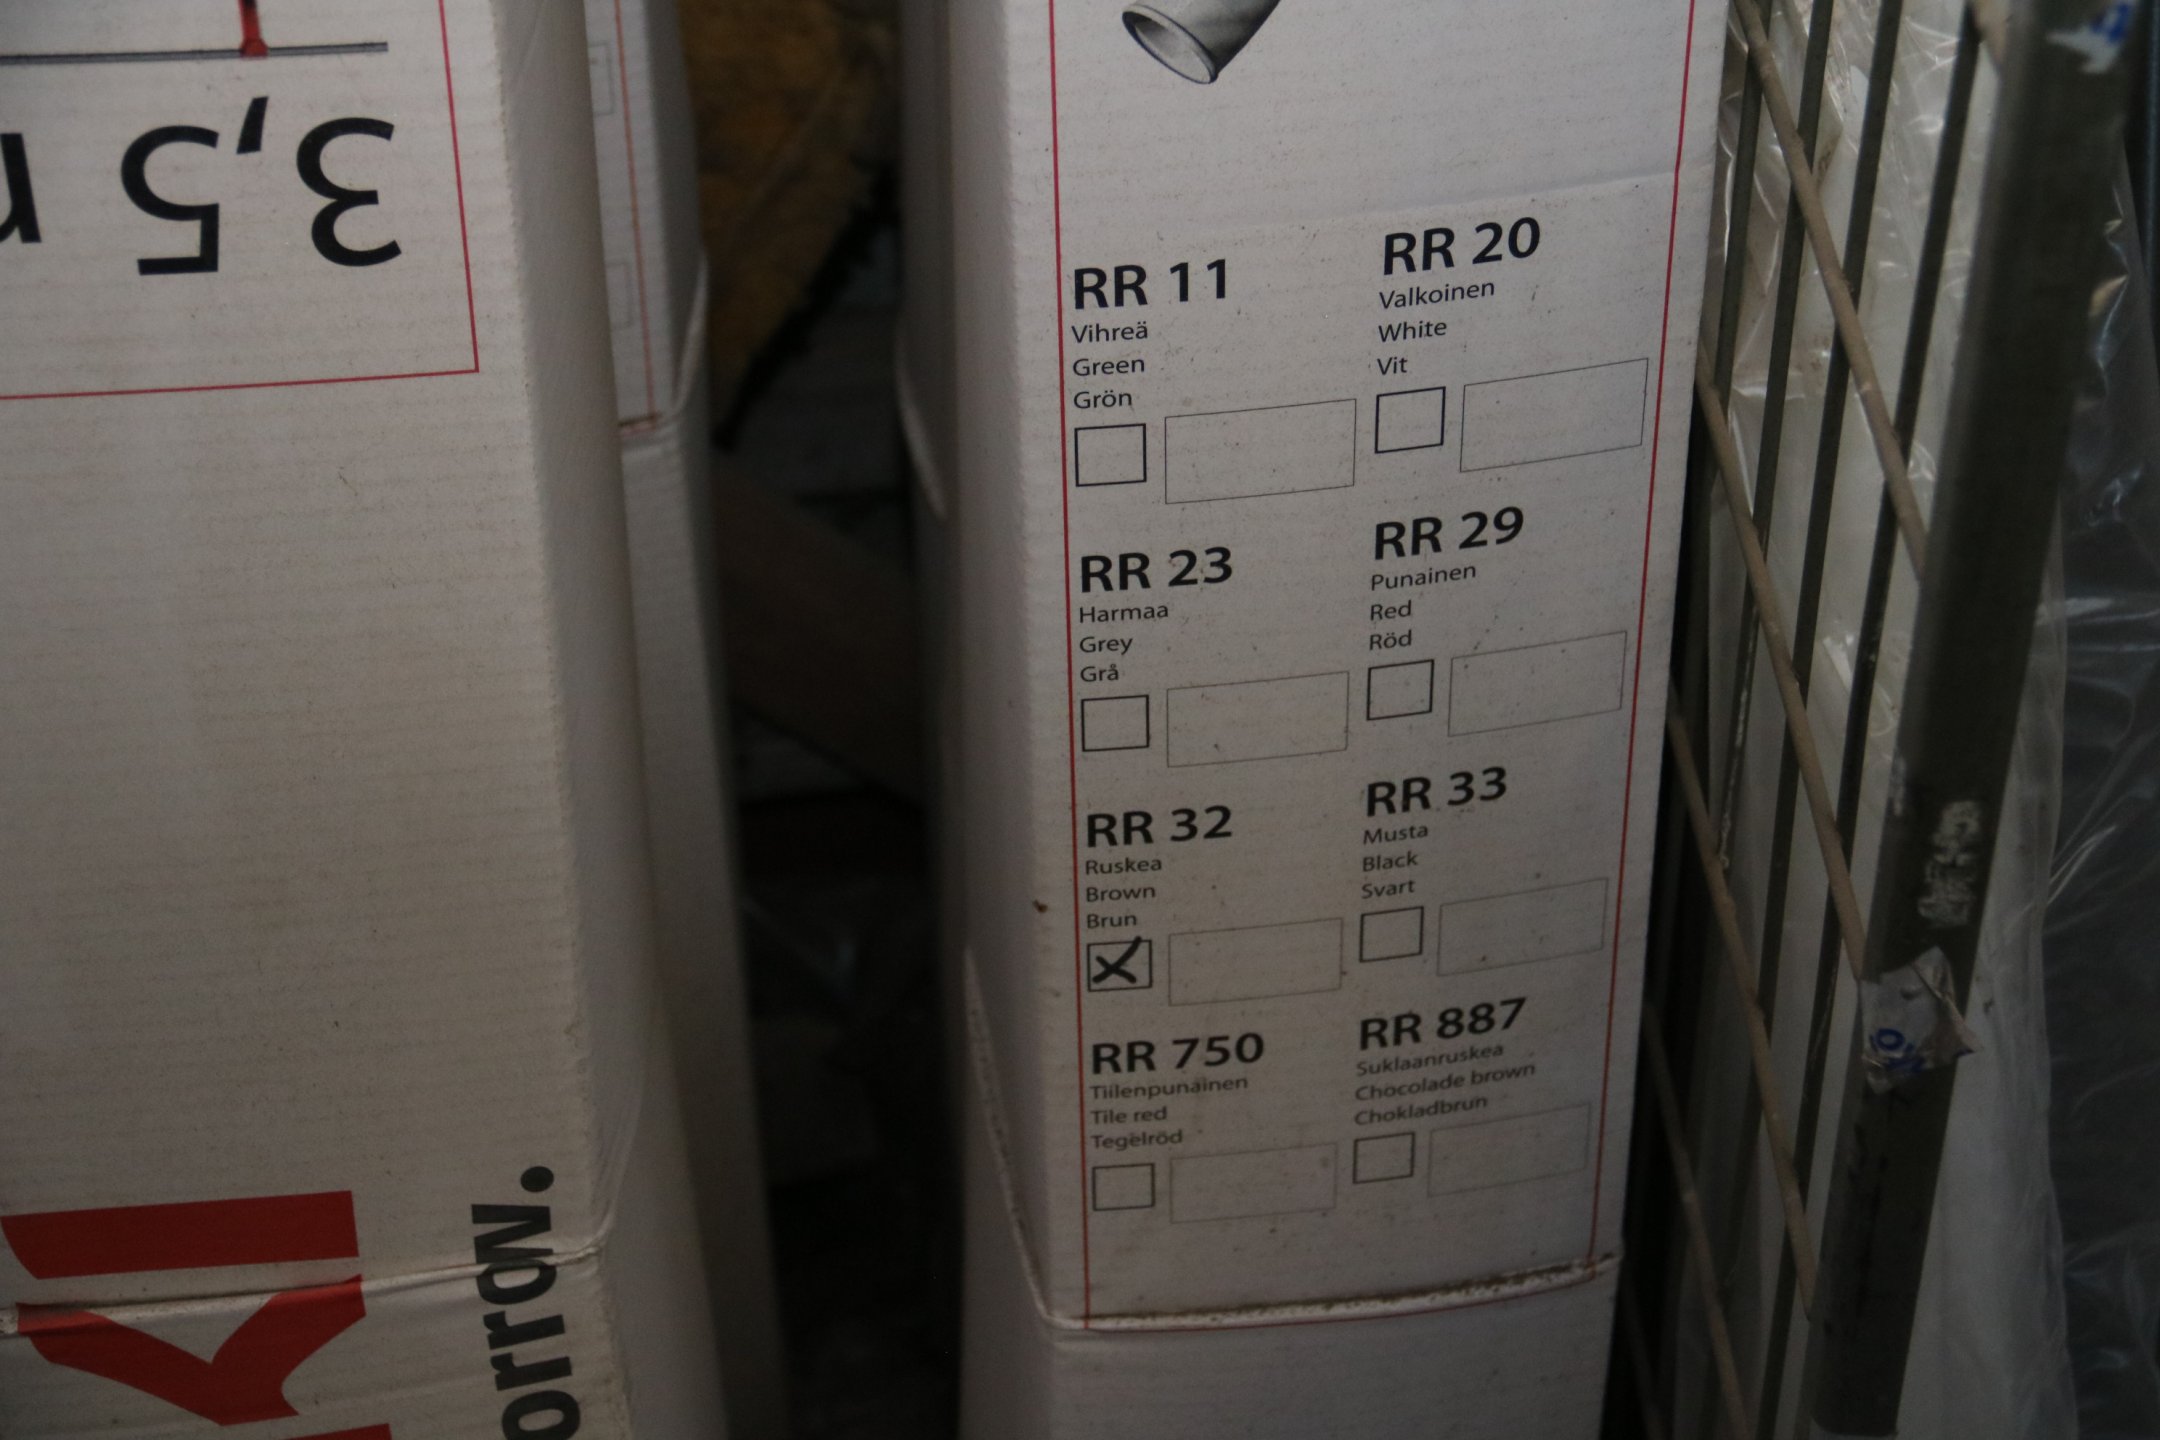 3,5
KI
orrow.
RR 11
Vihreä
Green
Grön
RR 20
Valkoinen
White
Vit
RR 23
Harmaa
Grey
Grå
RR 29
Punainen
Red
Röd
RR 32
Ruskea
Brown
Brun
RR 33
Musta
Black
Svart
RR 750
Tiilenpunainen
Tile red
Tegelröd
RR 887
Suklaanruskea
Chocolade brown
Chokladbrun